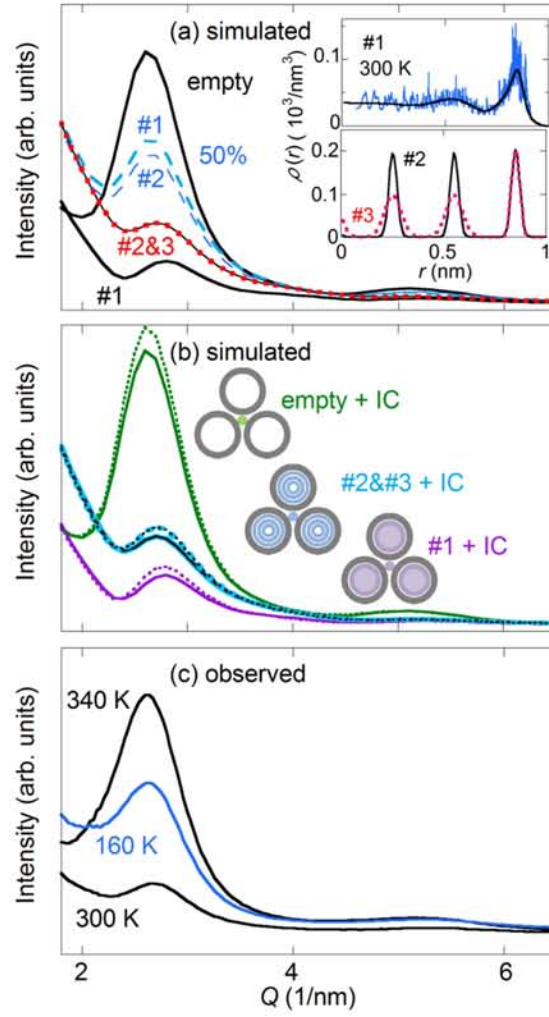 (a) simulated
empty
#1
50%
#2
#2&3
#1
Intensity (arb. units)
#1
300 K
0.1
0
#2
#3
0.2
0.1
0
ρ(r) ( 10³/nm³)
0 0.5 1
r (nm)
(b) simulated
empty + IC
#2&#3 + IC
#1 + IC
Intensity (arb. units)
(c) observed
340 K
160 K
300 K
Intensity (arb. units)
2 4 6
Q (1/nm)